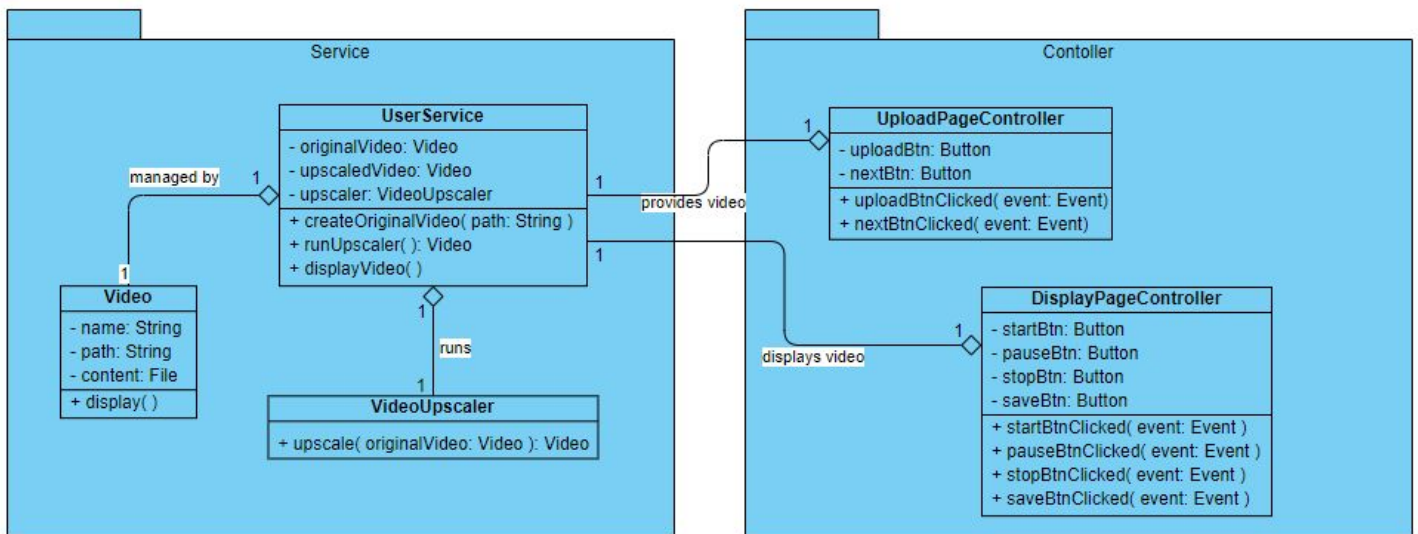 Service
UserService
- originalVideo: Video
- upscaledVideo: Video
- upscaler: VideoUpscaler
+ createOriginalVideo( path: String )
+ runUpscaler( ): Video
+ displayVideo( )
1
managed by
1
Video
- name: String
- path: String
- content: File
+ display( )
1
runs
1
VideoUpscaler
+ upscale( originalVideo: Video ): Video
1
provides video
1
1
displays video
1
Contoller
UploadPageController
- uploadBtn: Button
- nextBtn: Button
+ uploadBtnClicked( event: Event)
+ nextBtnClicked( event: Event)
DisplayPageController
- startBtn: Button
- pauseBtn: Button
- stopBtn: Button
- saveBtn: Button
+ startBtnClicked( event: Event )
+ pauseBtnClicked( event: Event )
+ stopBtnClicked( event: Event )
+ saveBtnClicked( event: Event )